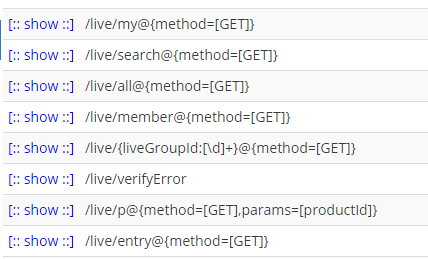 [:: show ::] /live/my@{method=[GET]}
[:: show ::] /live/search@{method=[GET]}
[:: show ::] /live/all@{method=[GET]}
[:: show ::] /live/member@{method=[GET]}
[:: show ::] /live/{liveGroupId:[\d]+}@{method=[GET]}
[:: show ::] /live/verifyError
[:: show ::] /live/p@{method=[GET],params=[productId]}
[:: show ::] /live/entry@{method=[GET]}